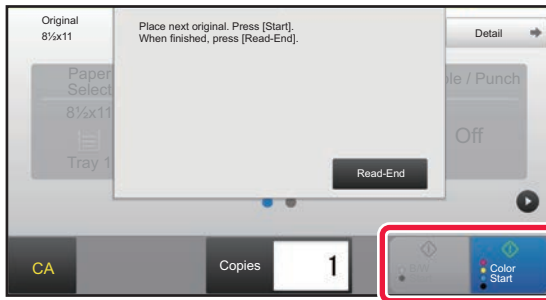 Original
8½x11
Place next original. Press [Start].
When finished, press [Read-End].
Detail
Paper
Select
8½x11
Tray 1
le / Punch
Off
Read-End
CA
Copies
1
B/W
Start
Color
Start